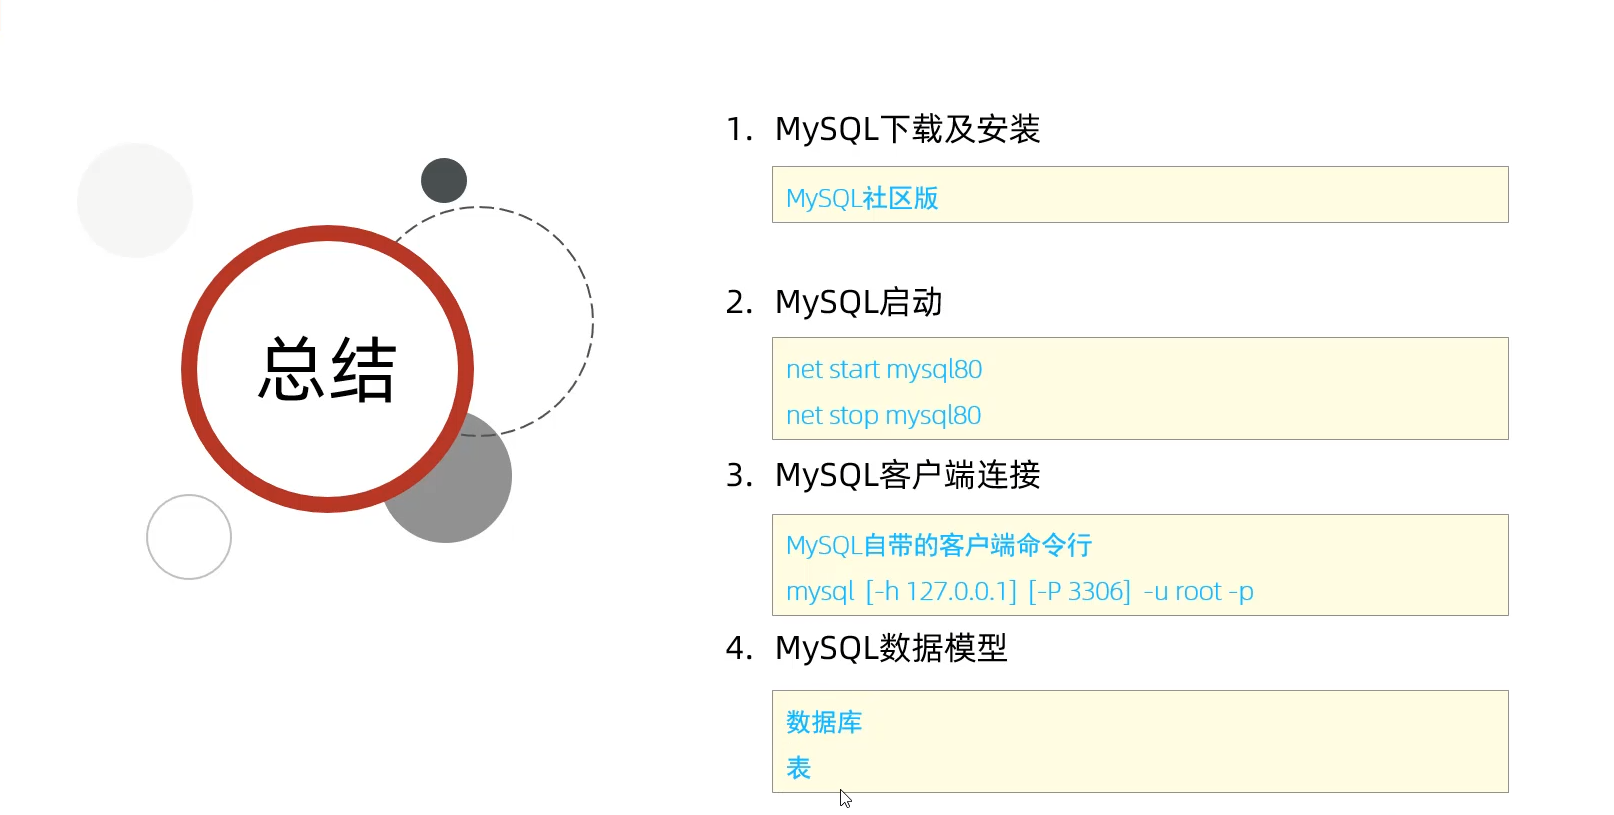 总结
1. MySQL下载及安装
MySQL社区版
2. MySQL启动
net start mysql80
net stop mysql80
3. MySQL客户端连接
MySQL自带的客户端命令行
mysql [-h 127.0.0.1] [-P 3306] -u root -p
4. MySQL数据模型
数据库
表